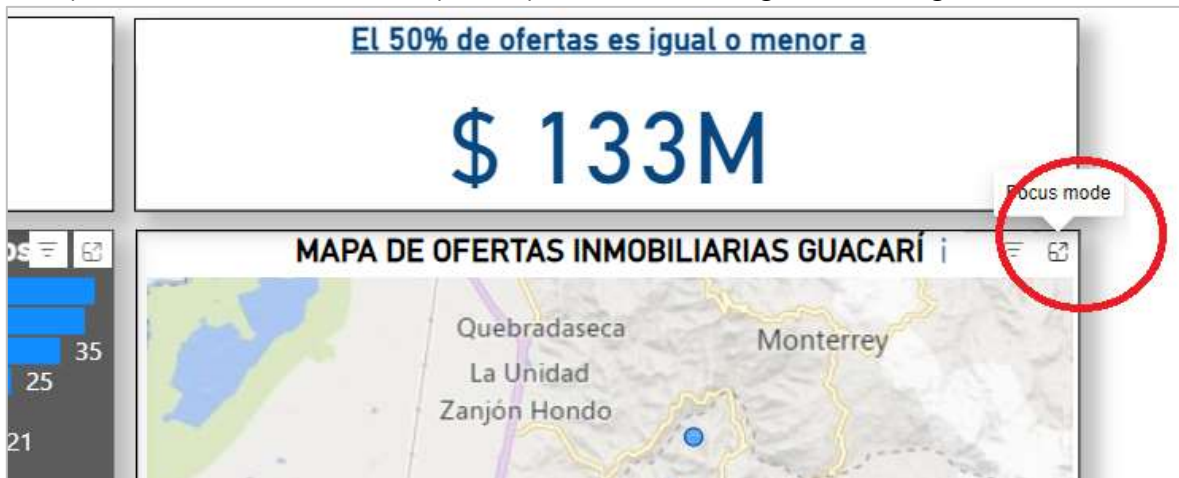 El 50% de ofertas es igual o menor a
$ 133M
Focus mode
os
MAPA DE OFERTAS INMOBILIARIAS GUACARÍ i
35
25
21
Quebradaseca
Monterrey
La Unidad
Zanjón Hondo